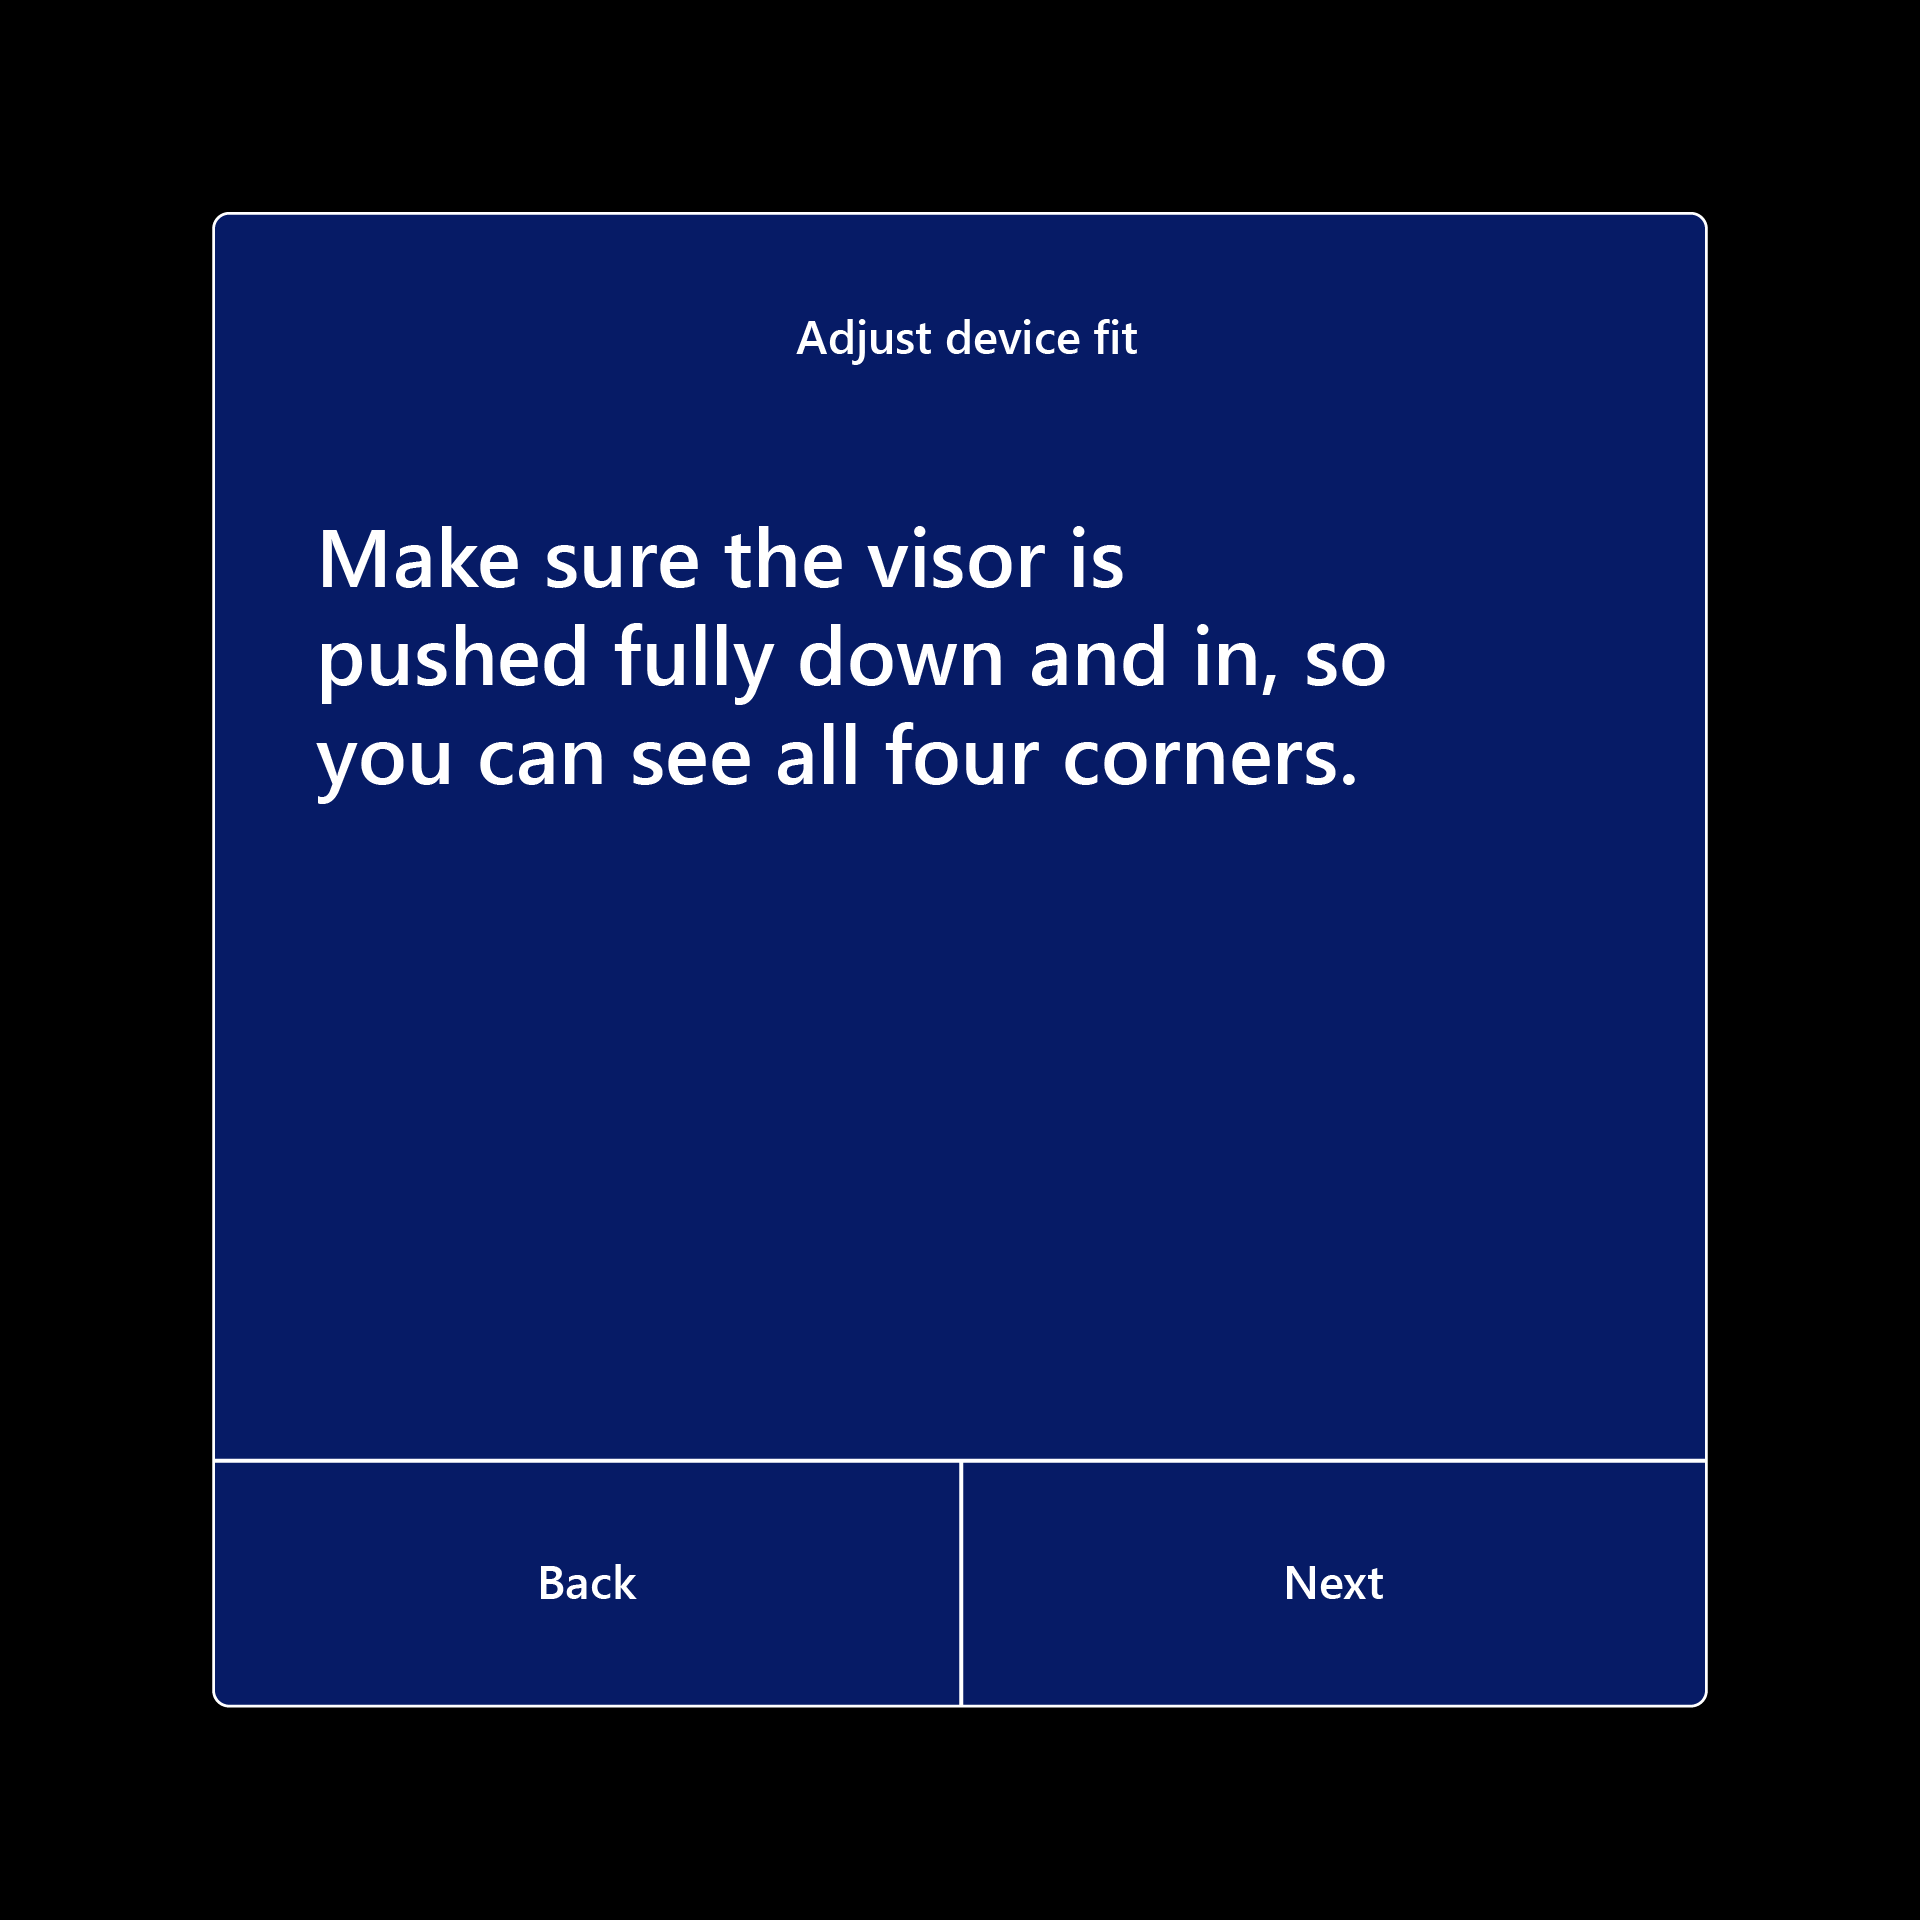 Adjust device fit
Make sure the visor is
pushed fully down and in, so
you can see all four corners.
Back
Next